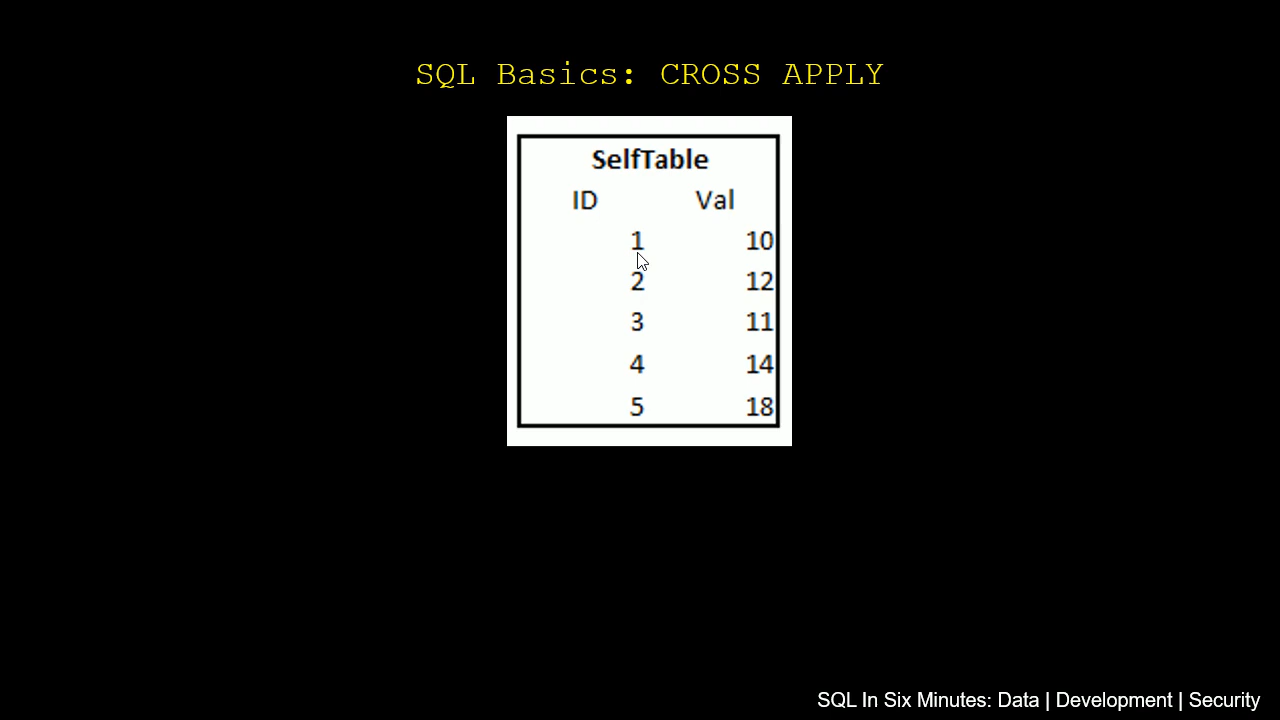 SQL Basics: CROSS APPLY
SelfTable
ID Val
1 10
2 12
3 11
4 14
5 18
SQL In Six Minutes: Data | Development | Security